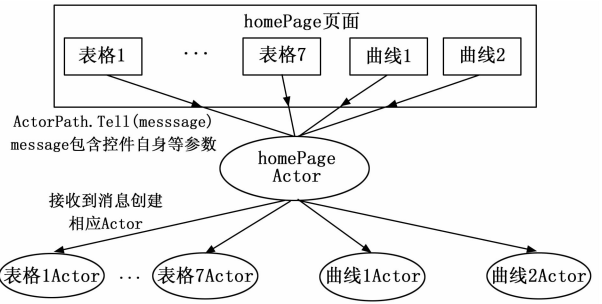 homePage页面
表格1
···
表格7
曲线1
曲线2
ActorPath.Tell(messsage)
message包含控件自身等参数
homePage
Actor
接收到消息创建
相应Actor
表格1Actor
···
表格7Actor
曲线1Actor
曲线2Actor